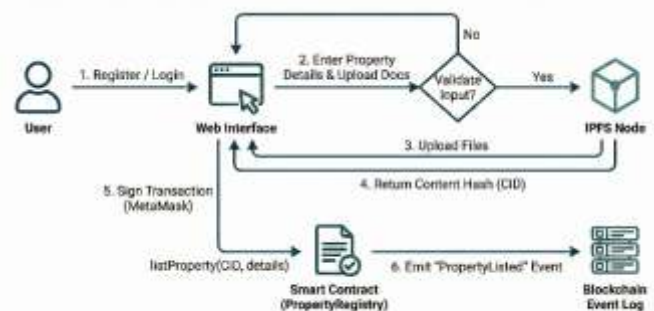 No
1. Register / Login
2. Enter Property
Details & Upload Docs
Validate
Input?
Yes
User
Web Interface
IPFS Node
3. Upload Files
4. Return Content Hash (CID)
5. Sign Transaction
(MetaMask)
listProperty(CID, details)
6. Emit "PropertyListed" Event
Smart Contract
(PropertyRegistry)
Blockchain
Event Log